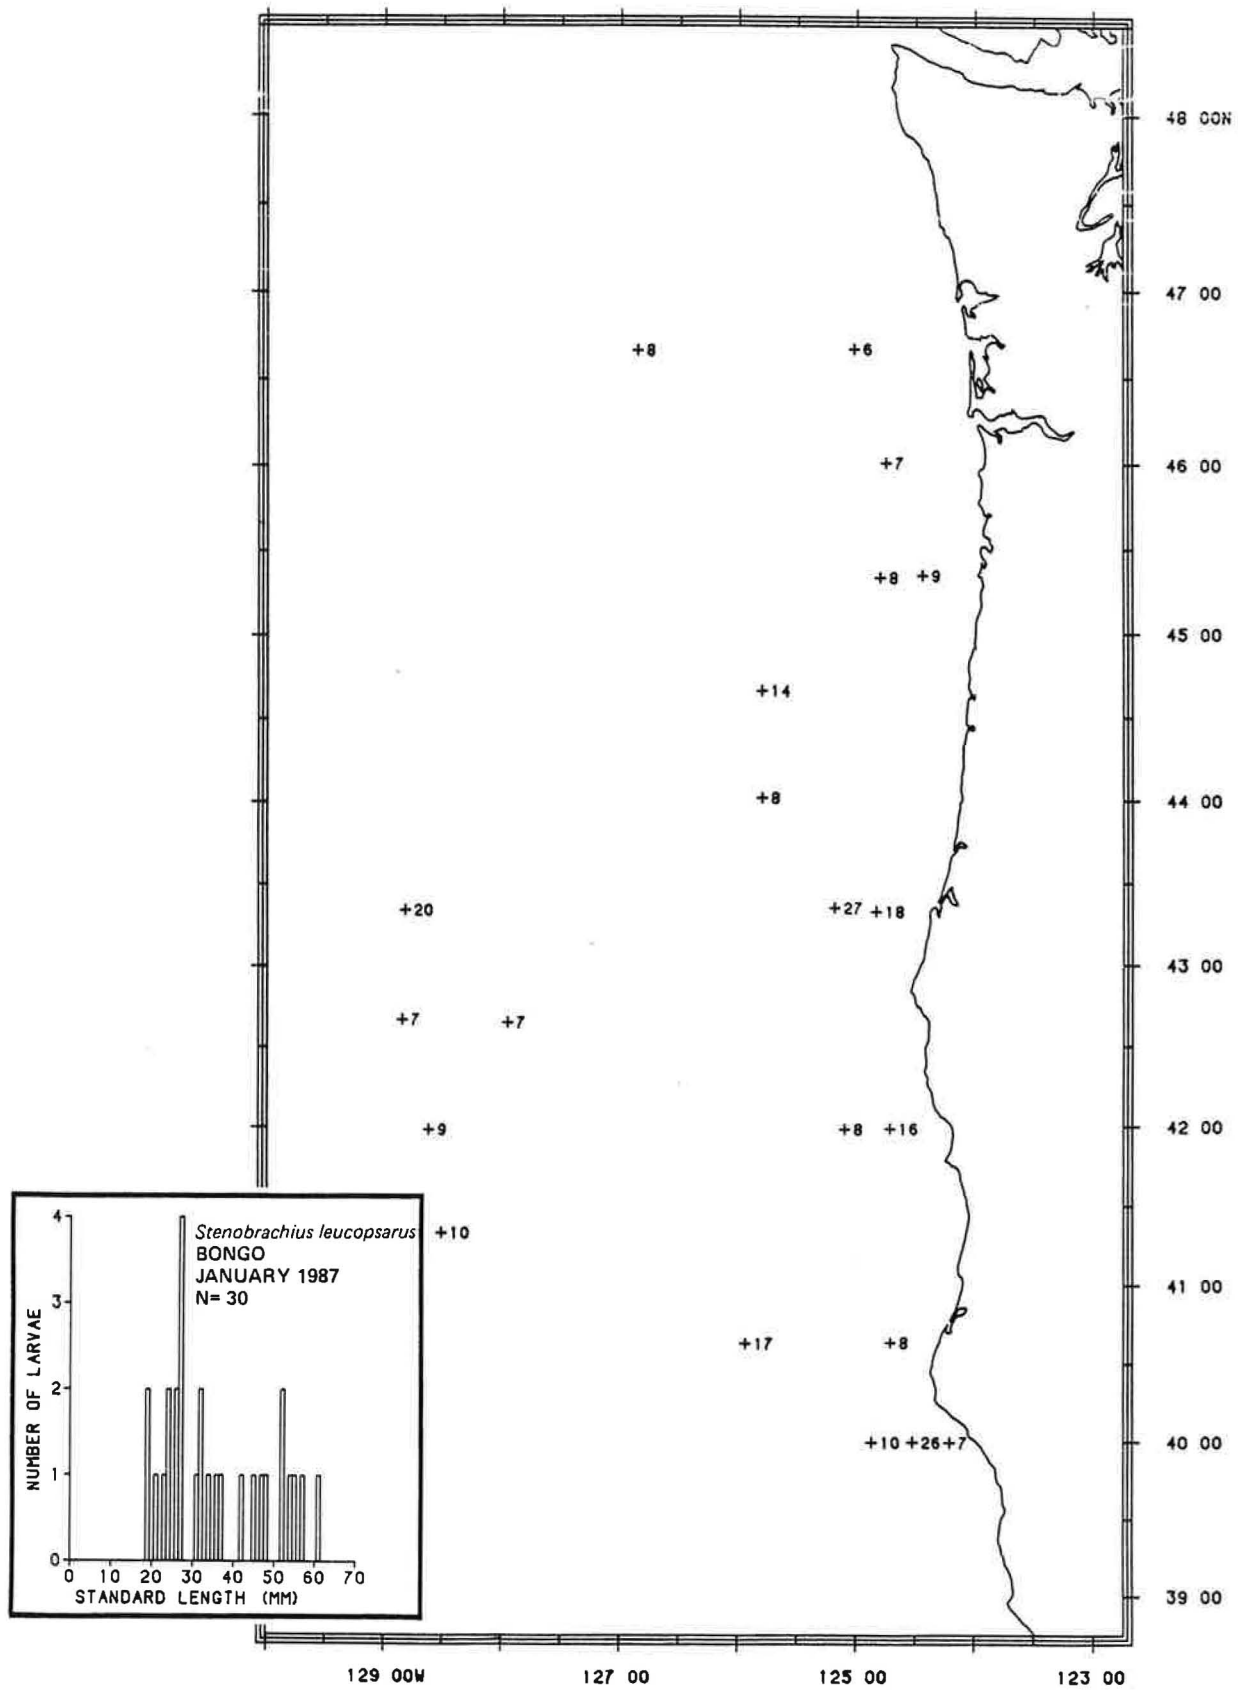 48 00N
47 00
+8 +6
46 00
+7
+8 +9
45 00
+14
44 00
+8
+20 +27 +18
43 00
+7 +7
42 00
+9 +8 +16
+10
41 00
+17 +8
40 00
+10 +26 +7
39 00
129 00W 127 00 125 00 123 00
Stenobrachius leucopsarus
BONGO
JANUARY 1987
N= 30
NUMBER OF LARVAE
4
3
2
1
0
0 10 20 30 40 50 60 70
STANDARD LENGTH (MM)